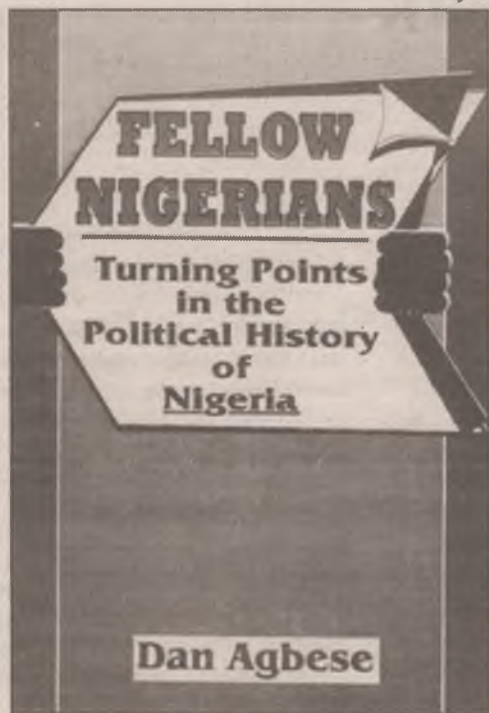 FELLOW
NIGERIANS
Turning Points
in the
Political History
of
Nigeria
Dan Agbese